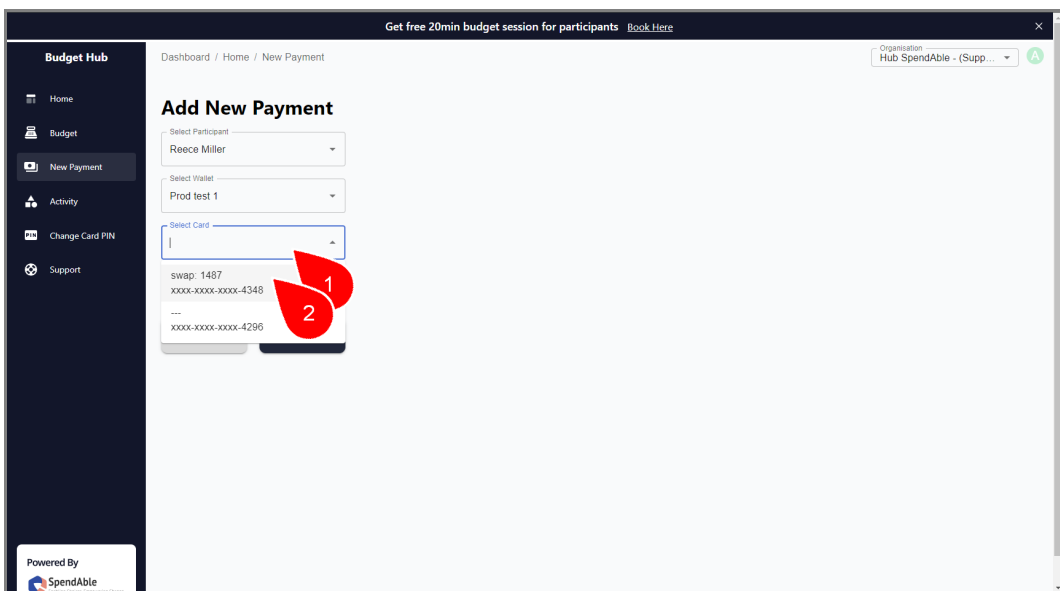 Get free 20min budget session for participants Book Here
Budget Hub
Dashboard / Home / New Payment
Organisation
Hub SpendAble - (Supp...
A
Home
Budget
New Payment
Activity
PIN Change Card PIN
Support
Add New Payment
Select Participant
Reece Miller
Select Wallet
Prod test 1
Select Card
swap: 1487
xxxx-xxxx-xxxx-4348
1
---
xxxx-xxxx-xxxx-4296
2
Powered By
SpendAble